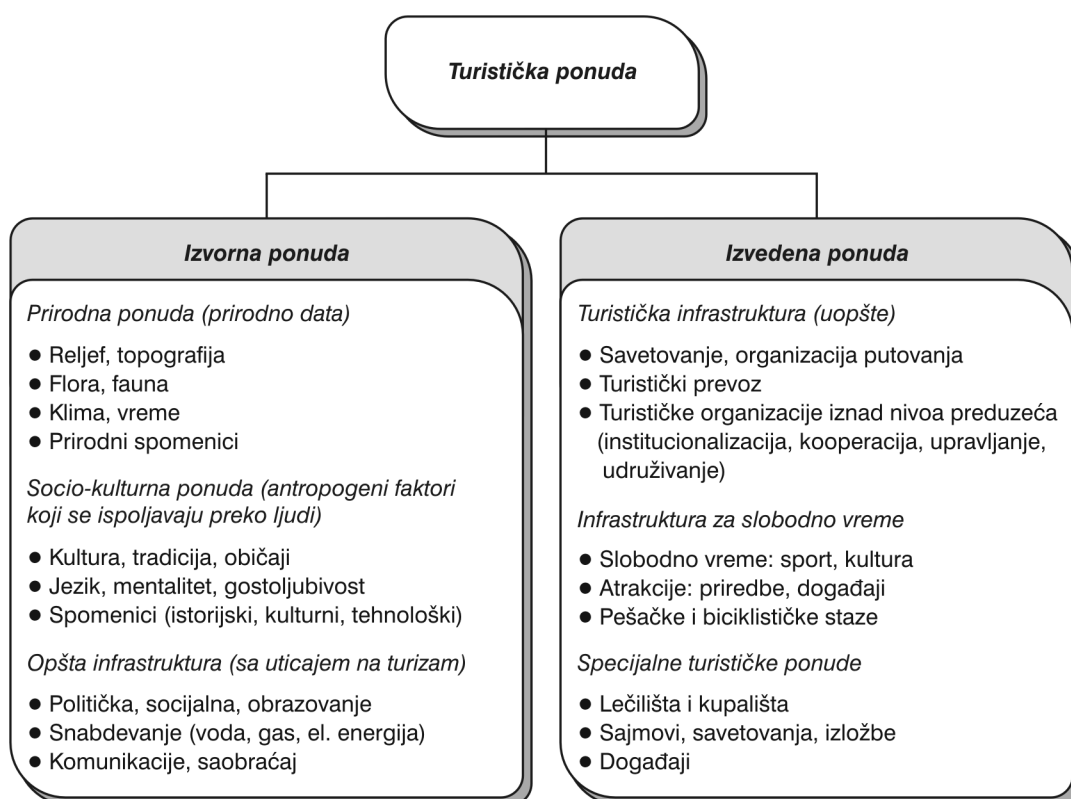 Turistička ponuda
Izvorna ponuda
Prirodna ponuda (prirodno data)
● Reljef, topografija
● Flora, fauna
● Klima, vreme
● Prirodni spomenici
Socio-kulturna ponuda (antropogeni faktori
koji se ispoljavaju preko ljudi)
● Kultura, tradicija, običaji
● Jezik, mentalitet, gostoljubivost
● Spomenici (istorijski, kulturni, tehnološki)
Opšta infrastruktura (sa uticajem na turizam)
● Politička, socijalna, obrazovanje
● Snabdevanje (voda, gas, el. energija)
● Komunikacije, saobraćaj
Izvedena ponuda
Turistička infrastruktura (uopšte)
● Savetovanje, organizacija putovanja
● Turistički prevoz
● Turističke organizacije iznad nivoa preduzeća
(institucionalizacija, kooperacija, upravljanje,
udruživanje)
Infrastruktura za slobodno vreme
● Slobodno vreme: sport, kultura
● Atrakcije: priredbe, događaji
● Pešačke i biciklističke staze
Specijalne turističke ponude
● Lečilišta i kupališta
● Sajmovi, savetovanja, izložbe
● Događaji